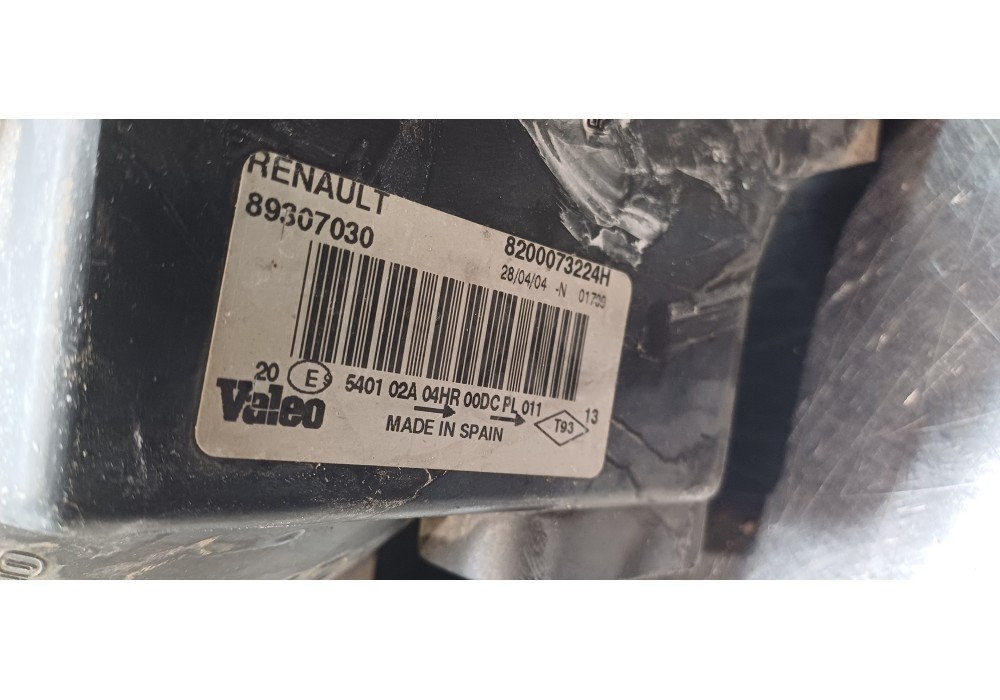 RENAULT
89307030
8200073224H
28/04/04 -N 01709
20 E9 5401 02A 04HR 00DC PL 011
Valeo
MADE IN SPAIN
T93 13